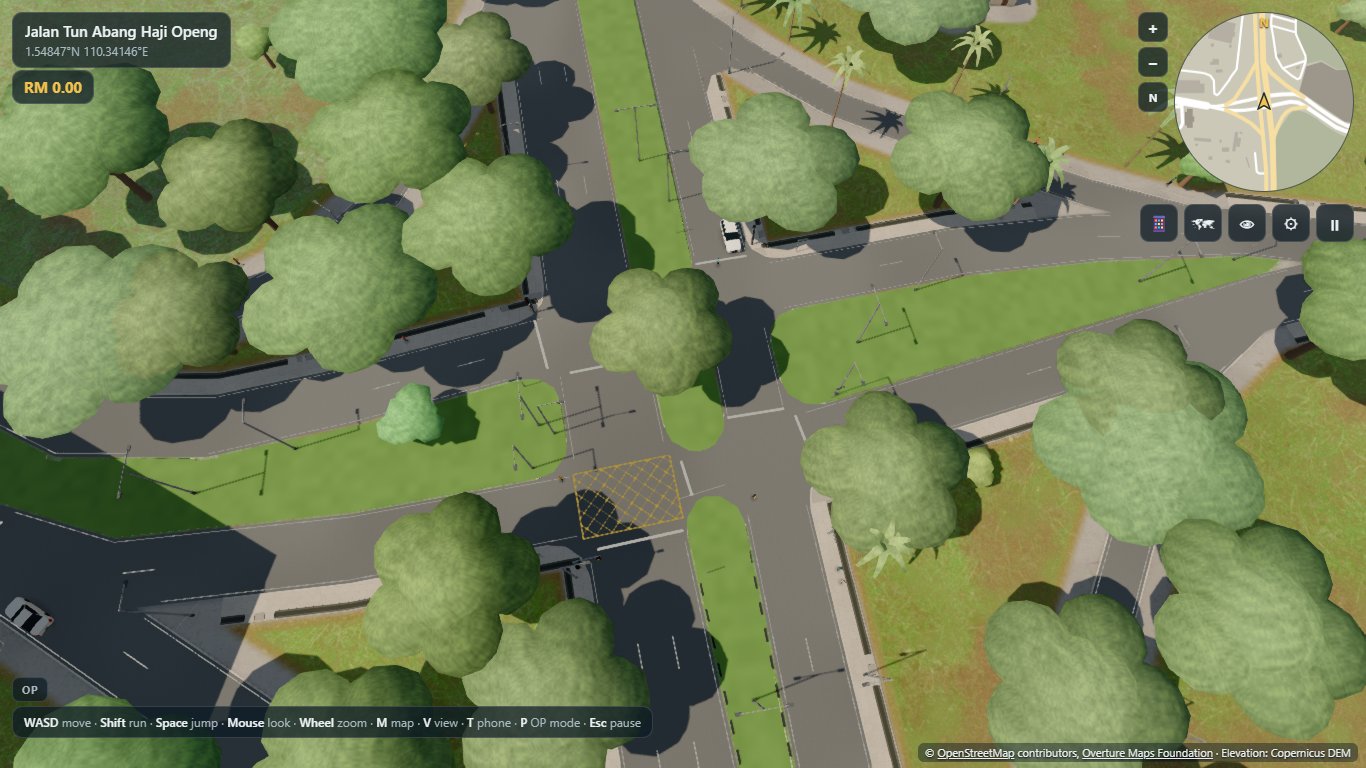 Jalan Tun Abang Haji Openg
1.54847°N 110.34146°E
RM 0.00
+
−
N
N
OP
WASD move · Shift run · Space jump · Mouse look · Wheel zoom · M map · V view · T phone · P OP mode · Esc pause
© OpenStreetMap contributors, Overture Maps Foundation · Elevation: Copernicus DEM